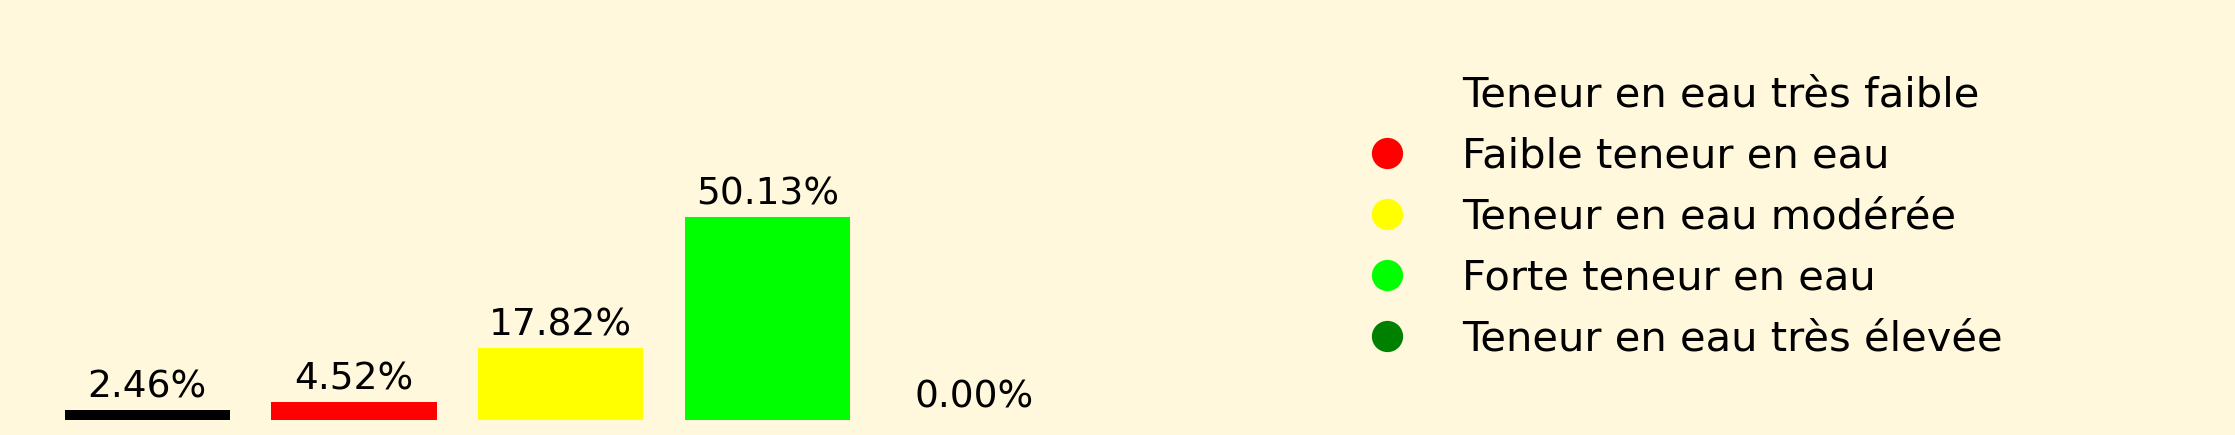 2.46%
4.52%
17.82%
50.13%
0.00%
Teneur en eau très faible
Faible teneur en eau
Teneur en eau modérée
Forte teneur en eau
Teneur en eau très élevée